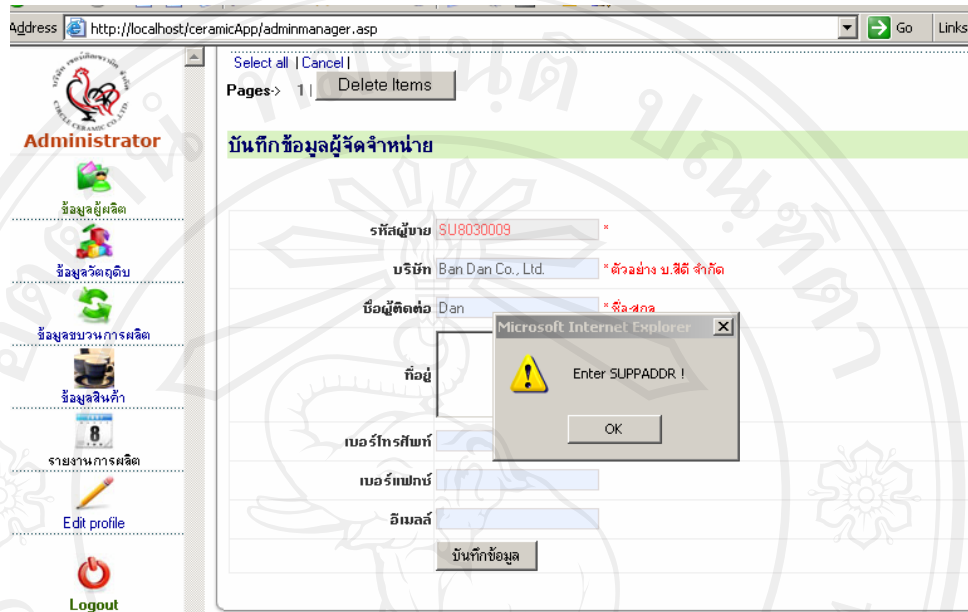 Address http://localhost/ceramicApp/adminmanager.asp Go Links
Select all | Cancel |
Pages-> 1 | Delete Items
Administrator
บันทึกข้อมูลผู้จัดจำหน่าย
ข้อมูลผู้ผลิต
รหัสผู้ขาย SU8030009 *
ข้อมูลวัตถุดิบ
บริษัท Ban Dan Co., Ltd. * ตัวอย่าง บ.สีดี จำกัด
ชื่อผู้ติดต่อ Dan * ชื่อ-สกุล
Microsoft Internet Explorer X
ข้อมูลขบวนการผลิต
ที่อยู่
Enter SUPPADDR !
OK
ข้อมูลสินค้า
8
เบอร์โทรศัพท์
รายงานการผลิต
เบอร์แฟกซ์
อีเมลล์
Edit profile
บันทึกข้อมูล
Logout